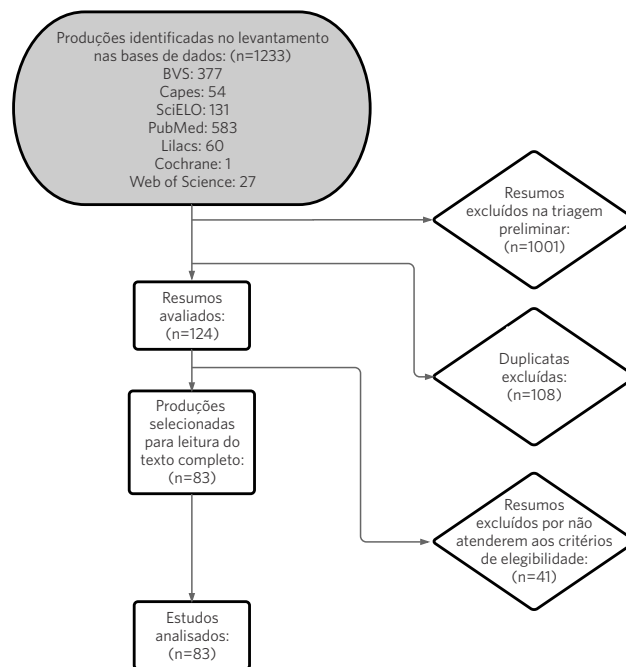 Produções identificadas no levantamento
nas bases de dados: (n=1233)
BVS: 377
Capes: 54
SciELO: 131
PubMed: 583
Lilacs: 60
Cochrane: 1
Web of Science: 27
Resumos
excluídos na triagem
preliminar:
(n=1001)
Resumos
avaliados:
(n=124)
Duplicatas
excluídas:
(n=108)
Produções
selecionadas
para leitura do
texto completo:
(n=83)
Resumos
excluídos por não
atenderem aos critérios
de elegibilidade:
(n=41)
Estudos
analisados:
(n=83)